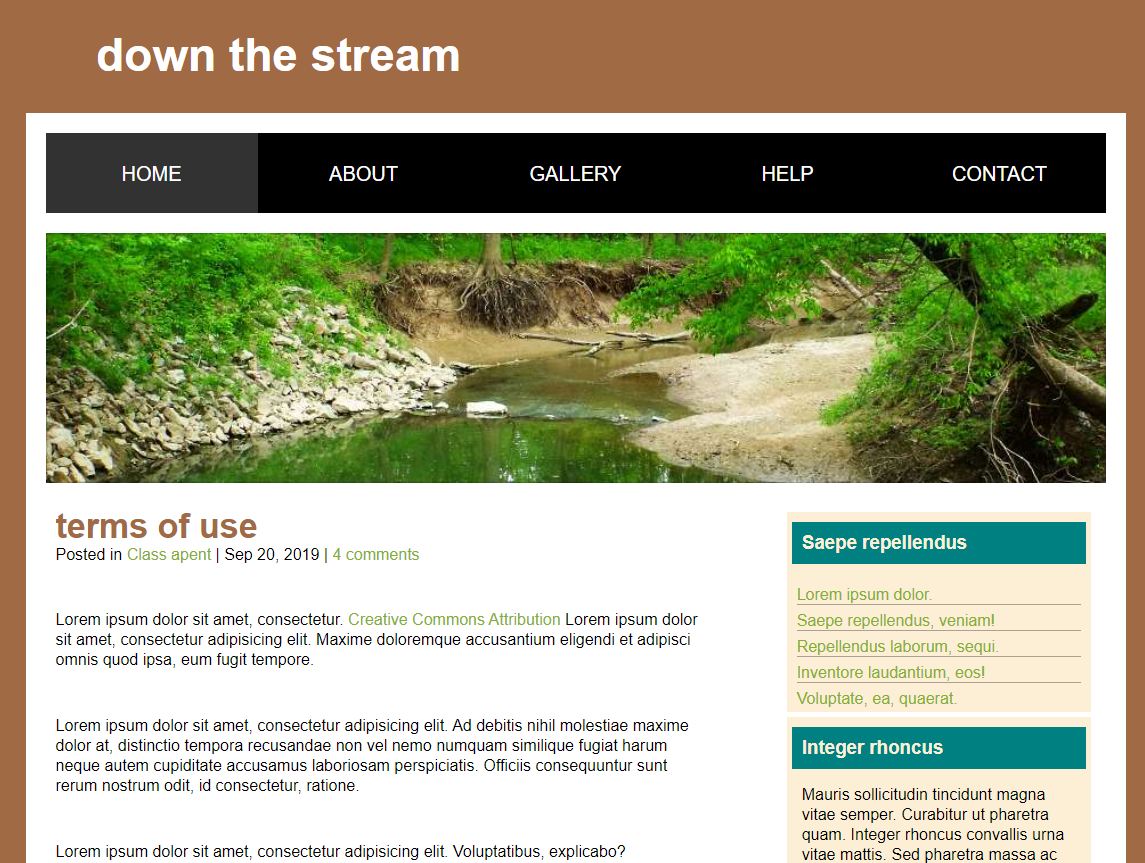 down the stream
HOME ABOUT GALLERY HELP CONTACT
terms of use
Posted in Class apent | Sep 20, 2019 | 4 comments
Lorem ipsum dolor sit amet, consectetur. Creative Commons Attribution Lorem ipsum dolor
sit amet, consectetur adipisicing elit. Maxime doloremque accusantium eligendi et adipisci
omnis quod ipsa, eum fugit tempore.
Lorem ipsum dolor sit amet, consectetur adipisicing elit. Ad debitis nihil molestiae maxime
dolor at, distinctio tempora recusandae non vel nemo numquam similique fugiat harum
neque autem cupiditate accusamus laboriosam perspiciatis. Officiis consequuntur sunt
rerum nostrum odit, id consectetur, ratione.
Lorem ipsum dolor sit amet, consectetur adipisicing elit. Voluptatibus, explicabo?
Saepe repellendus
Lorem ipsum dolor.
Saepe repellendus, veniam!
Repellendus laborum, sequi.
Inventore laudantium, eos!
Voluptate, ea, quaerat.
Integer rhoncus
Mauris sollicitudin tincidunt magna
vitae semper. Curabitur ut pharetra
quam. Integer rhoncus convallis urna
vitae mattis. Sed pharetra massa ac